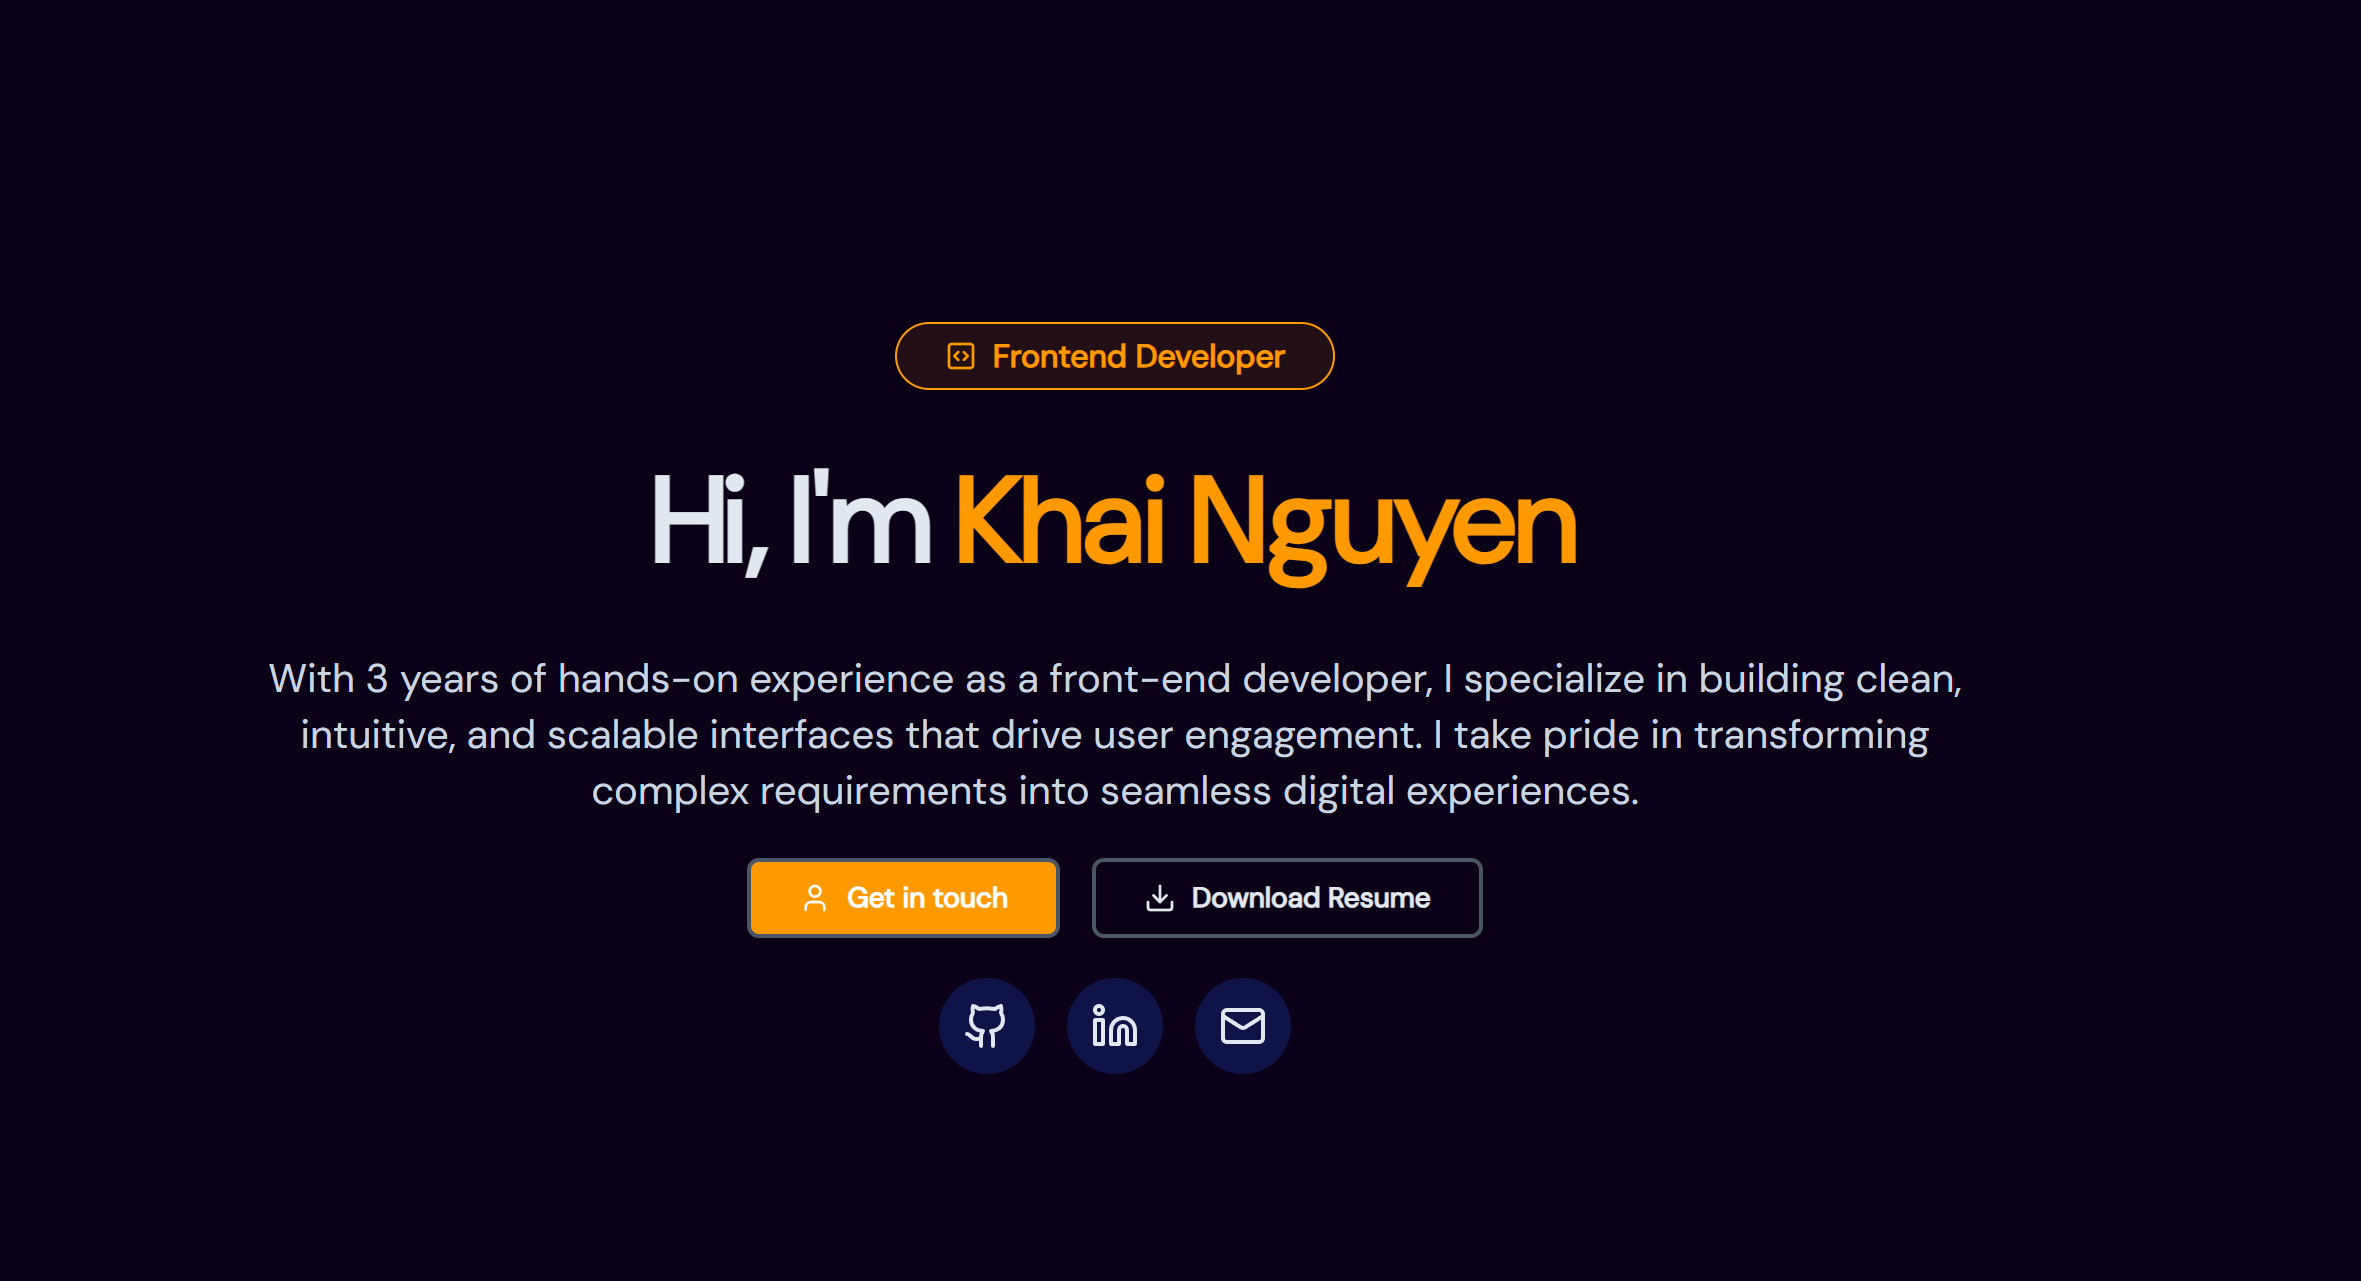 Frontend Developer
Hi, I'm Khai Nguyen
With 3 years of hands-on experience as a front-end developer, I specialize in building clean,
intuitive, and scalable interfaces that drive user engagement. I take pride in transforming
complex requirements into seamless digital experiences.
Get in touch
Download Resume